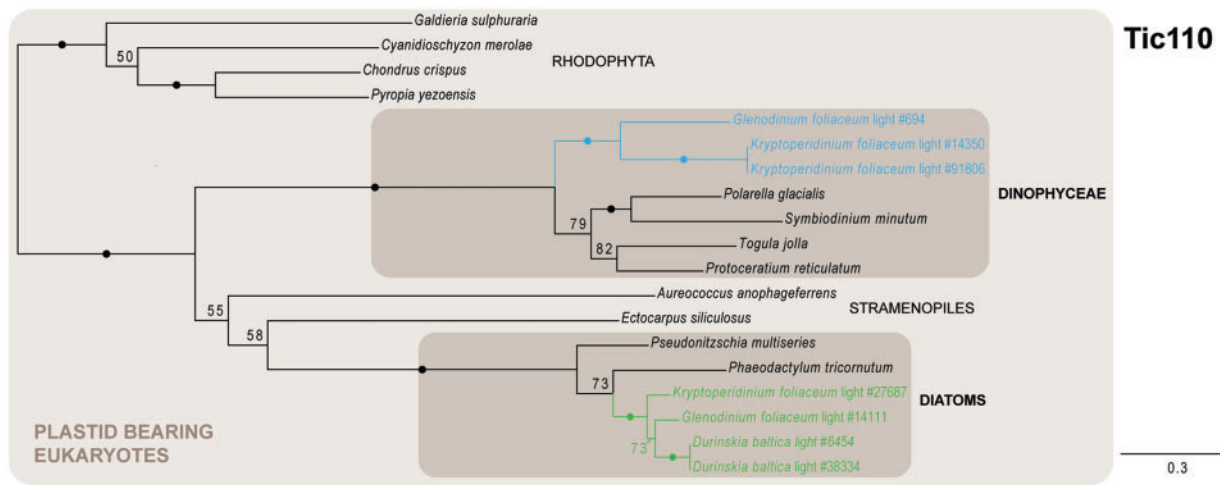 Galdieria sulphuraria
Tic110
50
Cyanidioschyzon merolae
RHODOPHYTA
Chondrus crispus
Pyropia yezoensis
Glenodinium foliaceum light #694
Kryptoperidinium foliaceum light #14350
Kryptoperidinium foliaceum light #91806
Polarella glacialis
DINOPHYCEAE
79
Symbiodinium minutum
82
Togula jolla
Protoceratium reticulatum
Aureococcus anophageferrens
STRAMENOPILES
55
Ectocarpus siliculosus
58
Pseudonitzschia multiseries
Phaeodactylum tricornutum
73
Kryptoperidinium foliaceum light #27687
DIATOMS
Glenodinium foliaceum light #14111
73
Durinskia baltica light #6454
Durinskia baltica light #38334
PLASTID BEARING
EUKARYOTES
0.3